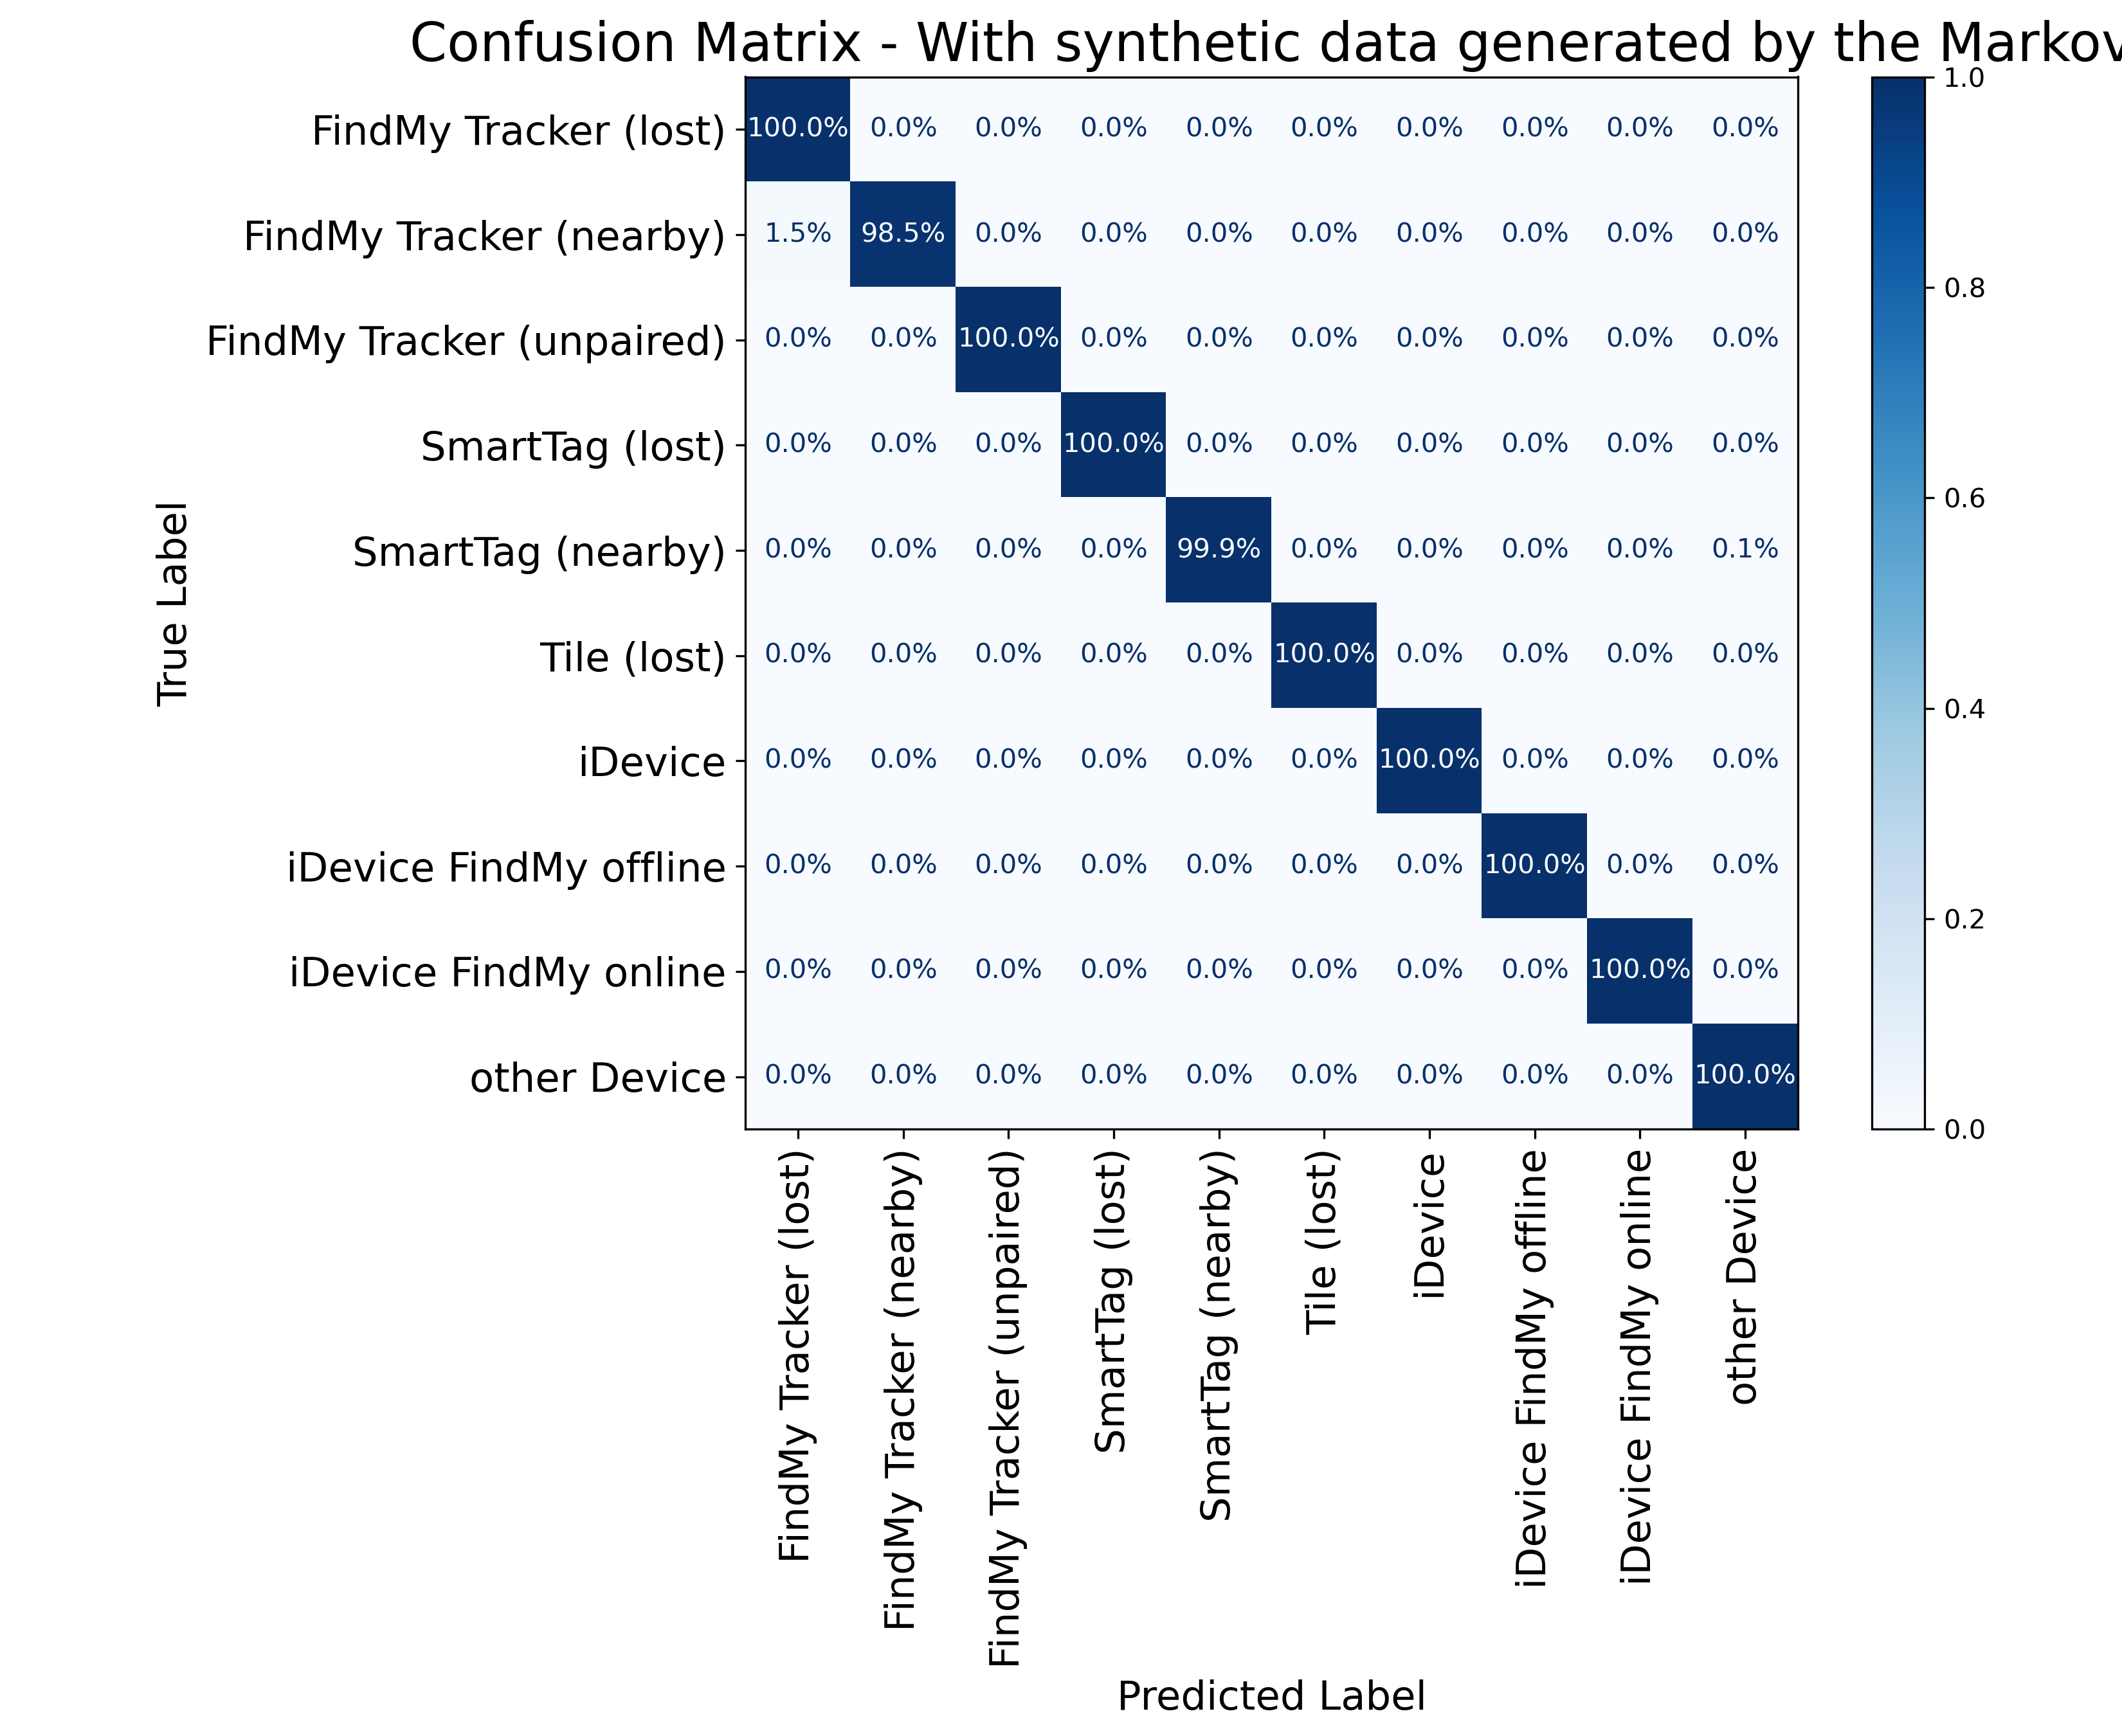 Confusion Matrix - With synthetic data generated by the Markov
FindMy Tracker (lost) 100.0% 0.0% 0.0% 0.0% 0.0% 0.0% 0.0% 0.0% 0.0% 0.0%
FindMy Tracker (nearby) 1.5% 98.5% 0.0% 0.0% 0.0% 0.0% 0.0% 0.0% 0.0% 0.0%
FindMy Tracker (unpaired) 0.0% 0.0% 100.0% 0.0% 0.0% 0.0% 0.0% 0.0% 0.0% 0.0%
SmartTag (lost) 0.0% 0.0% 0.0% 100.0% 0.0% 0.0% 0.0% 0.0% 0.0% 0.0%
SmartTag (nearby) 0.0% 0.0% 0.0% 0.0% 99.9% 0.0% 0.0% 0.0% 0.0% 0.1%
Tile (lost) 0.0% 0.0% 0.0% 0.0% 0.0% 100.0% 0.0% 0.0% 0.0% 0.0%
iDevice 0.0% 0.0% 0.0% 0.0% 0.0% 0.0% 100.0% 0.0% 0.0% 0.0%
iDevice FindMy offline 0.0% 0.0% 0.0% 0.0% 0.0% 0.0% 0.0% 100.0% 0.0% 0.0%
iDevice FindMy online 0.0% 0.0% 0.0% 0.0% 0.0% 0.0% 0.0% 0.0% 100.0% 0.0%
other Device 0.0% 0.0% 0.0% 0.0% 0.0% 0.0% 0.0% 0.0% 0.0% 100.0%
True Label
FindMy Tracker (lost)
FindMy Tracker (nearby)
FindMy Tracker (unpaired)
SmartTag (lost)
SmartTag (nearby)
Tile (lost)
iDevice
iDevice FindMy offline
iDevice FindMy online
other Device
Predicted Label
1.0
0.8
0.6
0.4
0.2
0.0